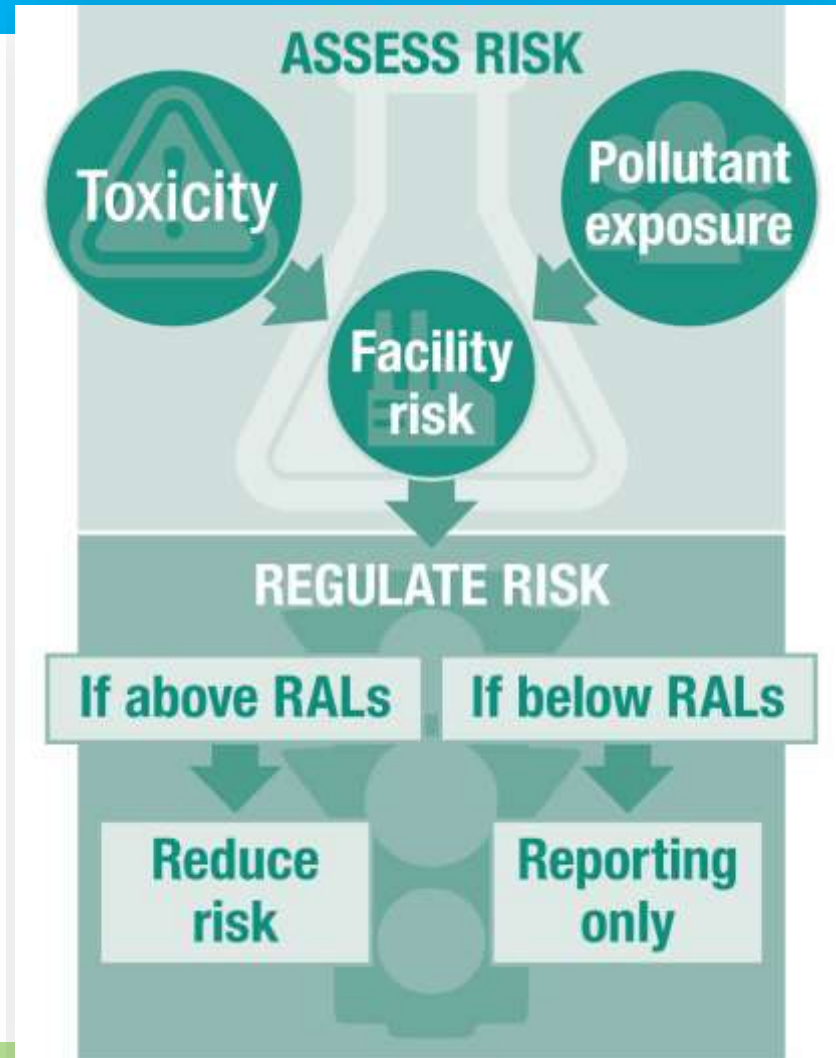 ASSESS RISK
Toxicity
Pollutant
exposure
Facility
risk
REGULATE RISK
If above RALs
If below RALs
Reduce
risk
Reporting
only